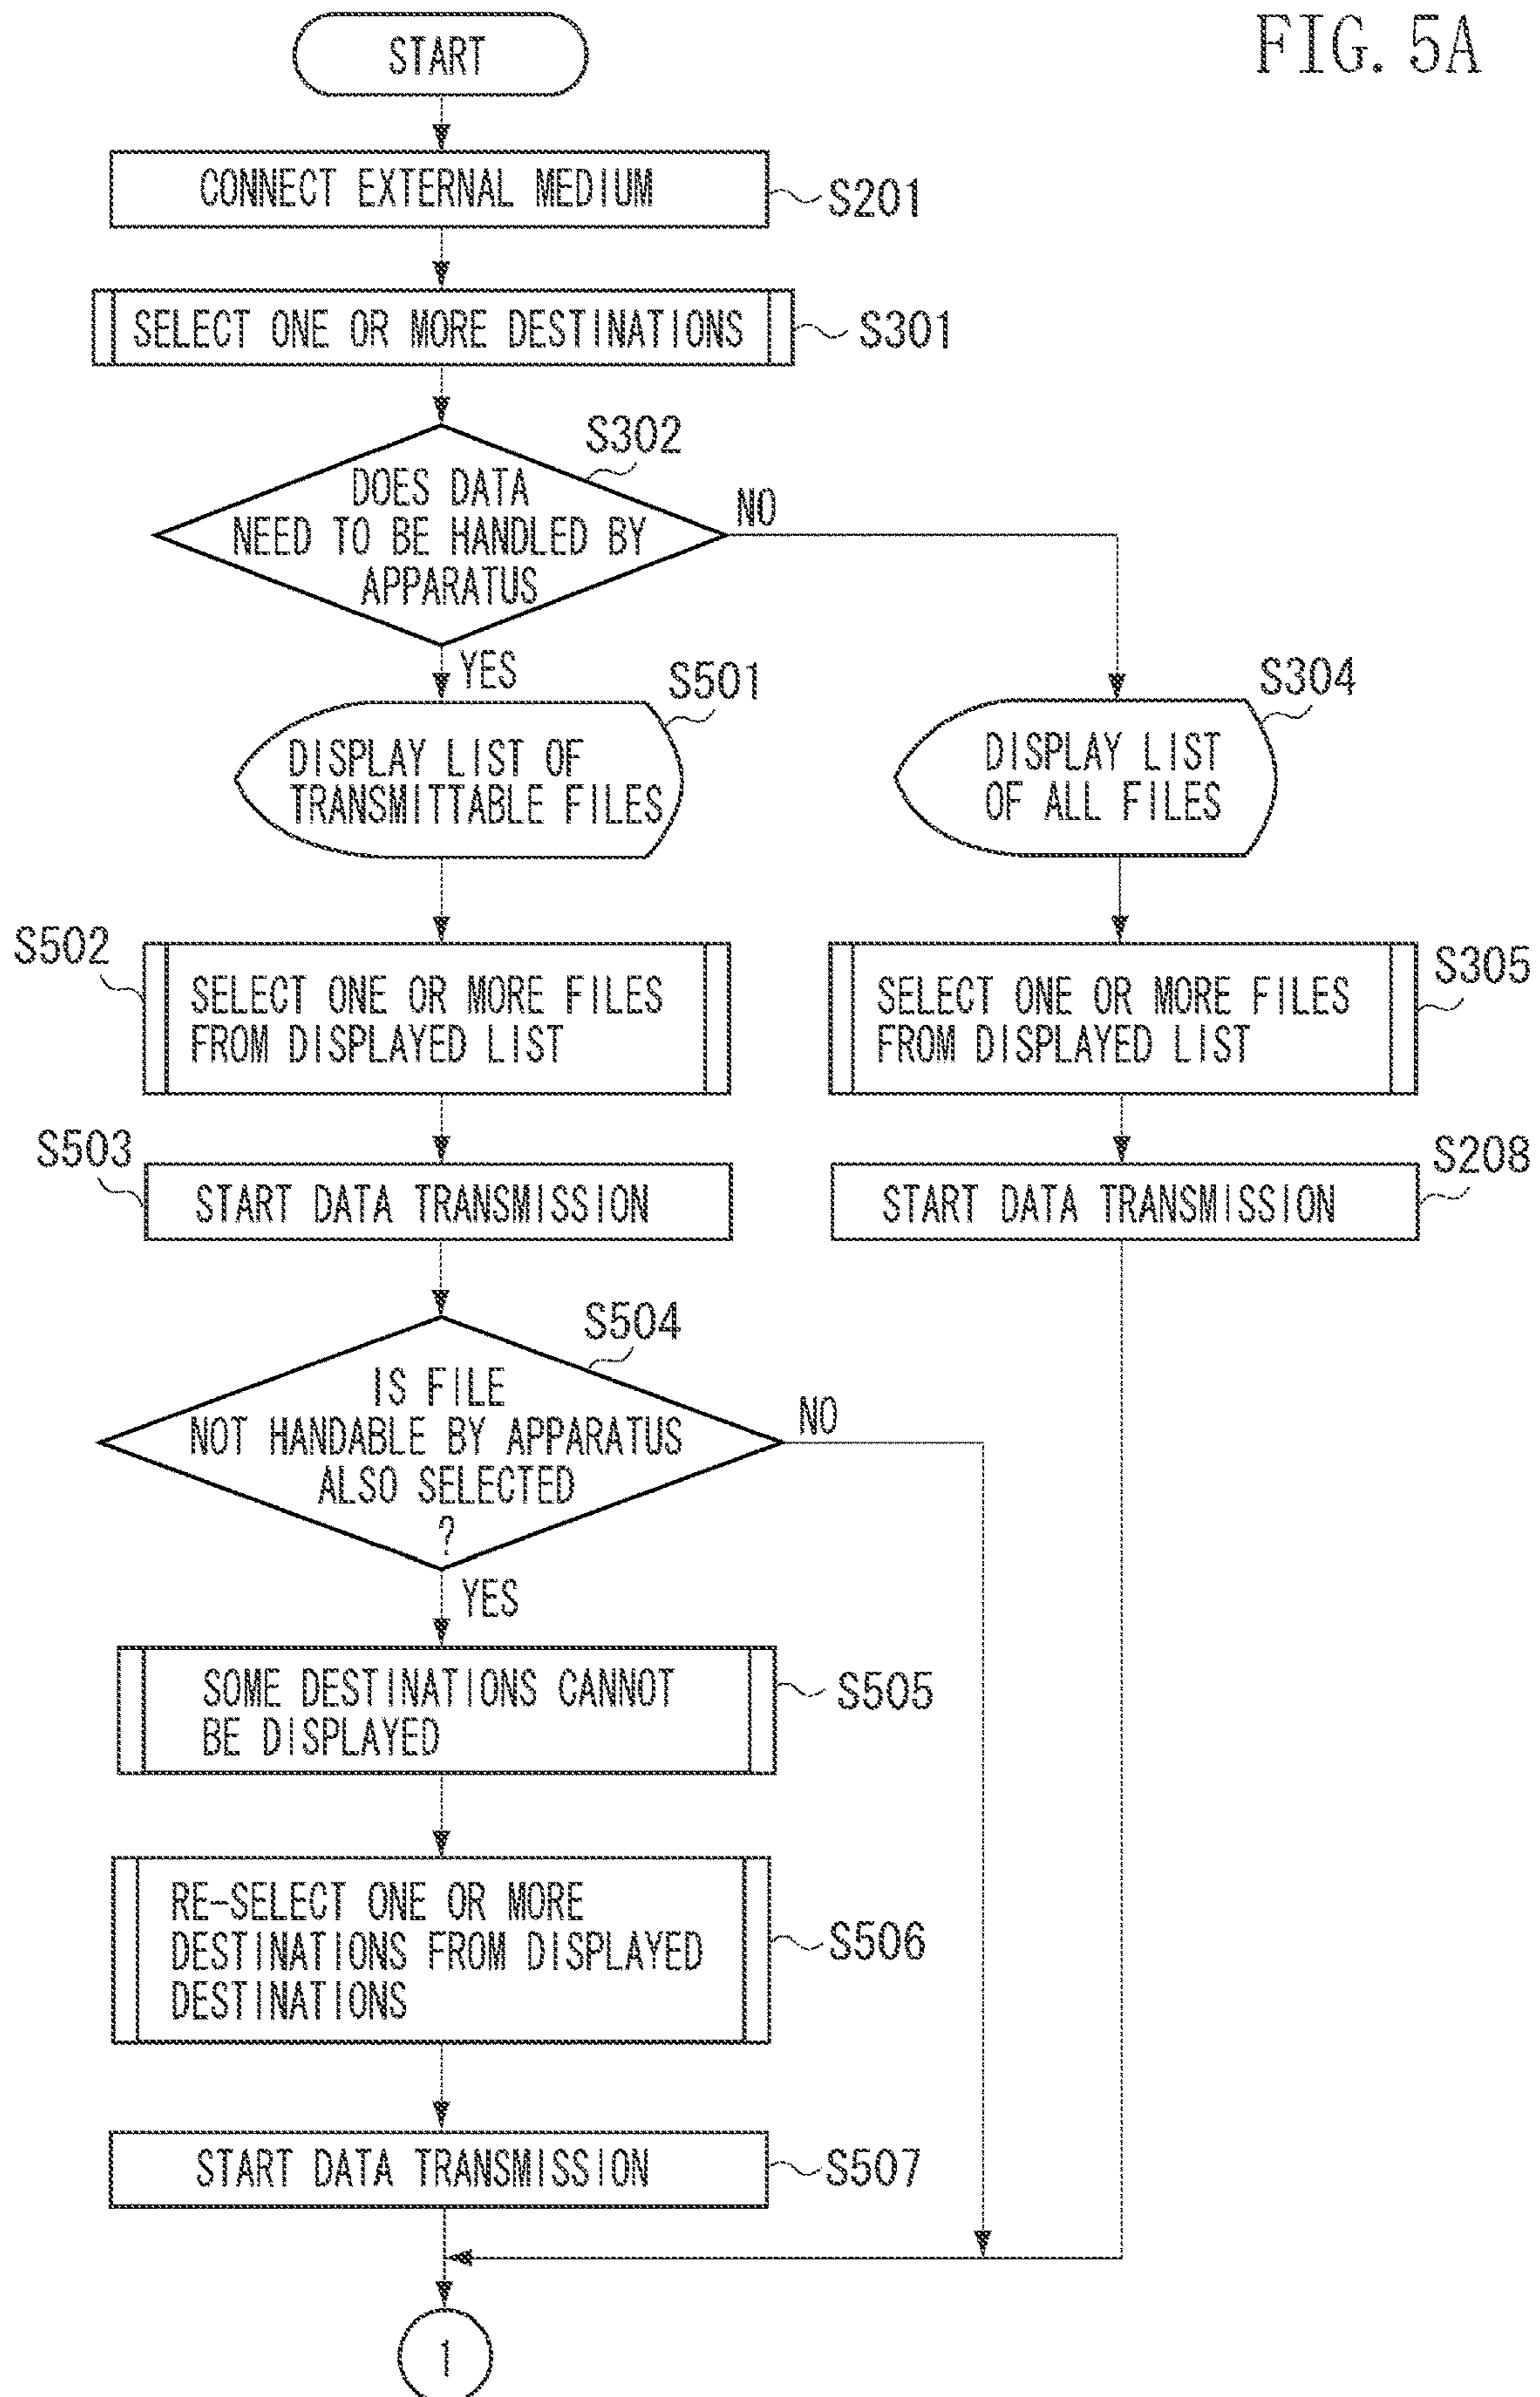 FIG. 5A
START
CONNECT EXTERNAL MEDIUM
S201
SELECT ONE OR MORE DESTINATIONS
S301
S302
DOES DATA
NEED TO BE HANDLED BY
APPARATUS
NO
YES
S501
DISPLAY LIST OF
TRANSMITTABLE FILES
S304
DISPLAY LIST
OF ALL FILES
S502
SELECT ONE OR MORE FILES
FROM DISPLAYED LIST
S305
SELECT ONE OR MORE FILES
FROM DISPLAYED LIST
S503
START DATA TRANSMISSION
S208
START DATA TRANSMISSION
S504
IS FILE
NOT HANDABLE BY APPARATUS
ALSO SELECTED
?
NO
YES
SOME DESTINATIONS CANNOT
BE DISPLAYED
S505
RE-SELECT ONE OR MORE
DESTINATIONS FROM DISPLAYED
DESTINATIONS
S506
START DATA TRANSMISSION
S507
1